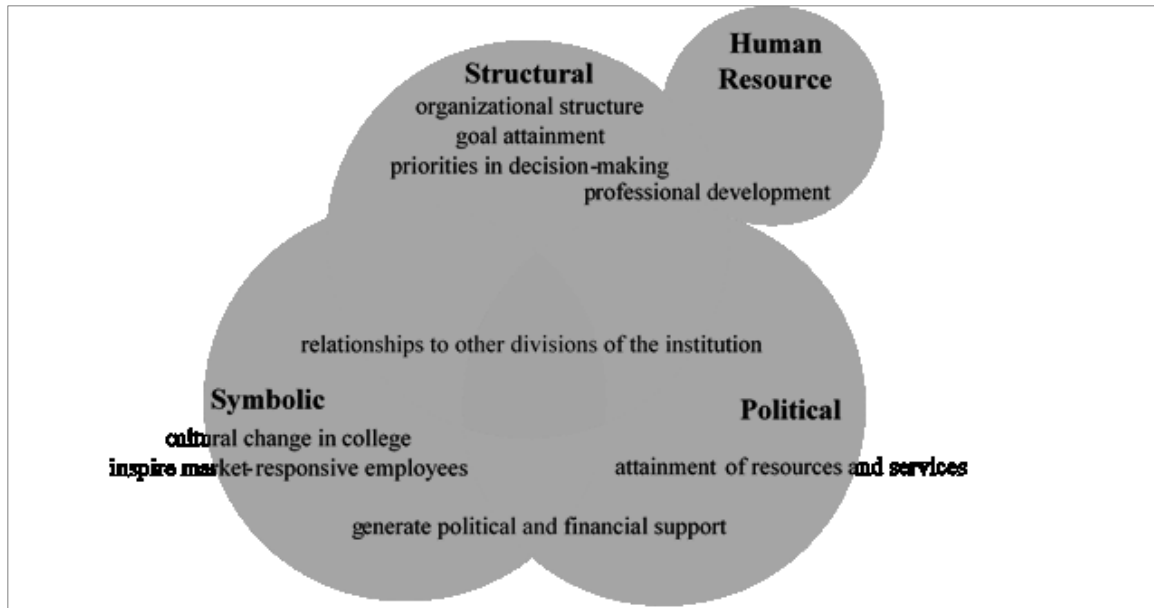 Human
Resource
Structural
organizational structure
goal attainment
priorities in decision-making
professional development
relationships to other divisions of the institution
Symbolic
Political
cultural change in college
inspire market-responsive employees
attainment of resources and services
generate political and financial support